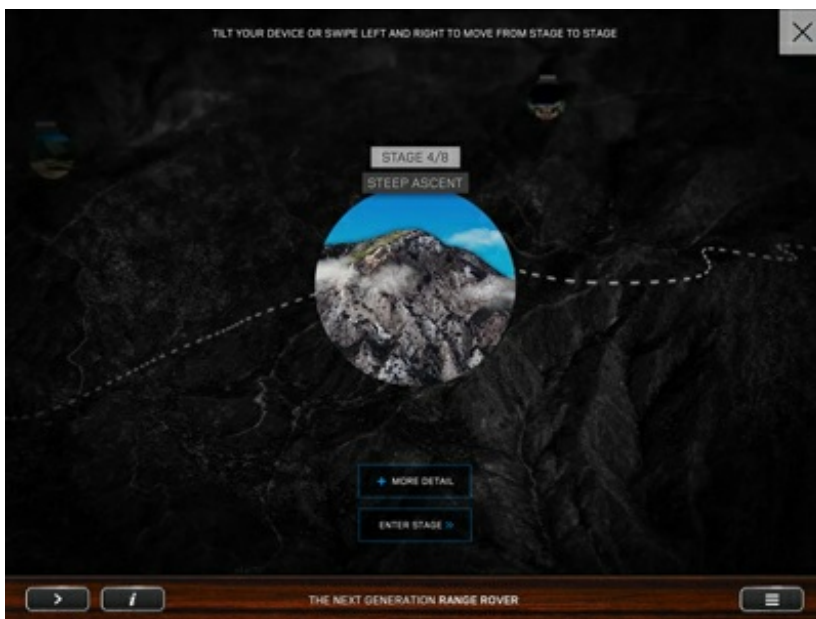 TILT YOUR DEVICE OR SWIPE LEFT AND RIGHT TO MOVE FROM STAGE TO STAGE
STAGE 4/8
STEEP ASCENT
+ MORE DETAIL
ENTER STAGE »
i
THE NEXT GENERATION RANGE ROVER